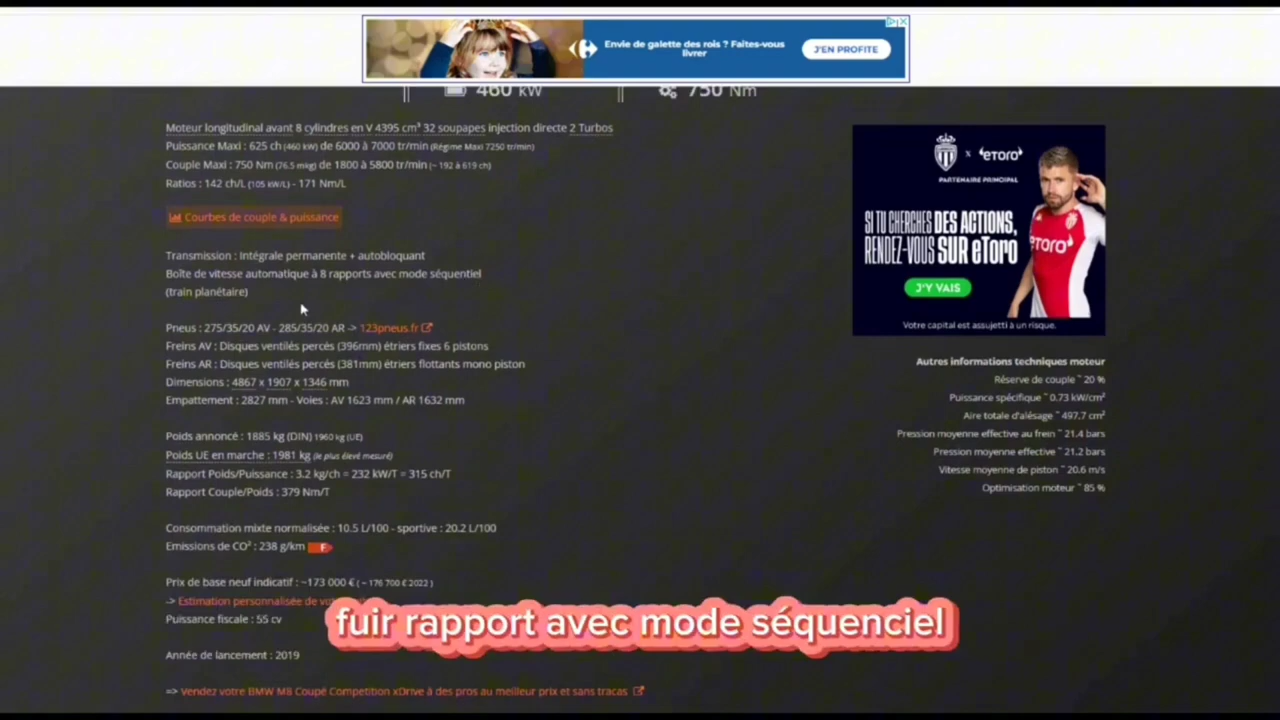 Envie de galette des rois ? Faites-vous
livrer
J'EN PROFITE
460 kW
750 Nm
Moteur longitudinal avant 8 cylindres en V 4395 cm³ 32 soupapes injection directe 2 Turbos
Puissance Maxi : 625 ch (460 kW) de 6000 à 7000 tr/min (Régime Maxi 7250 tr/min)
Couple Maxi : 750 Nm (76.5 mkg) de 1800 à 5800 tr/min (~ 192 à 619 ch)
Ratios : 142 ch/L (105 kW/L) - 171 Nm/L
Courbes de couple & puissance
Transmission : Intégrale permanente + autobloquant
Boîte de vitesse automatique à 8 rapports avec mode séquentiel
(train planétaire)
Pneus : 275/35/20 AV - 285/35/20 AR -> 123pneus.fr
Freins AV : Disques ventilés percés (396mm) étriers fixes 6 pistons
Freins AR : Disques ventilés percés (381mm) étriers flottants mono piston
Dimensions : 4867 x 1907 x 1346 mm
Empattement : 2827 mm - Voies : AV 1623 mm / AR 1632 mm
Poids annoncé : 1885 kg (DIN) 1960 kg (UE)
Poids UE en marche : 1981 kg (le plus élevé mesuré)
Rapport Poids/Puissance : 3.2 kg/ch = 232 kW/T = 315 ch/T
Rapport Couple/Poids : 379 Nm/T
Consommation mixte normalisée : 10.5 L/100 - sportive : 20.2 L/100
Emissions de CO² : 238 g/km F
Prix de base neuf indicatif : ~173 000 € ( ~ 176 700 € 2022 )
-> Estimation personnalisée de vo
Puissance fiscale : 55 cv
fuir rapport avec mode séquenciel
Année de lancement : 2019
=> Vendez votre BMW M8 Coupé Competition xDrive à des pros au meilleur prix et sans tracas
x eToro
PARTENAIRE PRINCIPAL
SI TU CHERCHES DES ACTIONS,
RENDEZ-VOUS SUR eToro
J'Y VAIS
eToro
Votre capital est assujetti à un risque.
Autres informations techniques moteur
Réserve de couple ~ 20 %
Puissance spécifique ~ 0.73 kW/cm²
Aire totale d'alésage ~ 497.7 cm²
Pression moyenne effective au frein ~ 21.4 bars
Pression moyenne effective ~ 21.2 bars
Vitesse moyenne de piston ~ 20.6 m/s
Optimisation moteur ~ 85 %